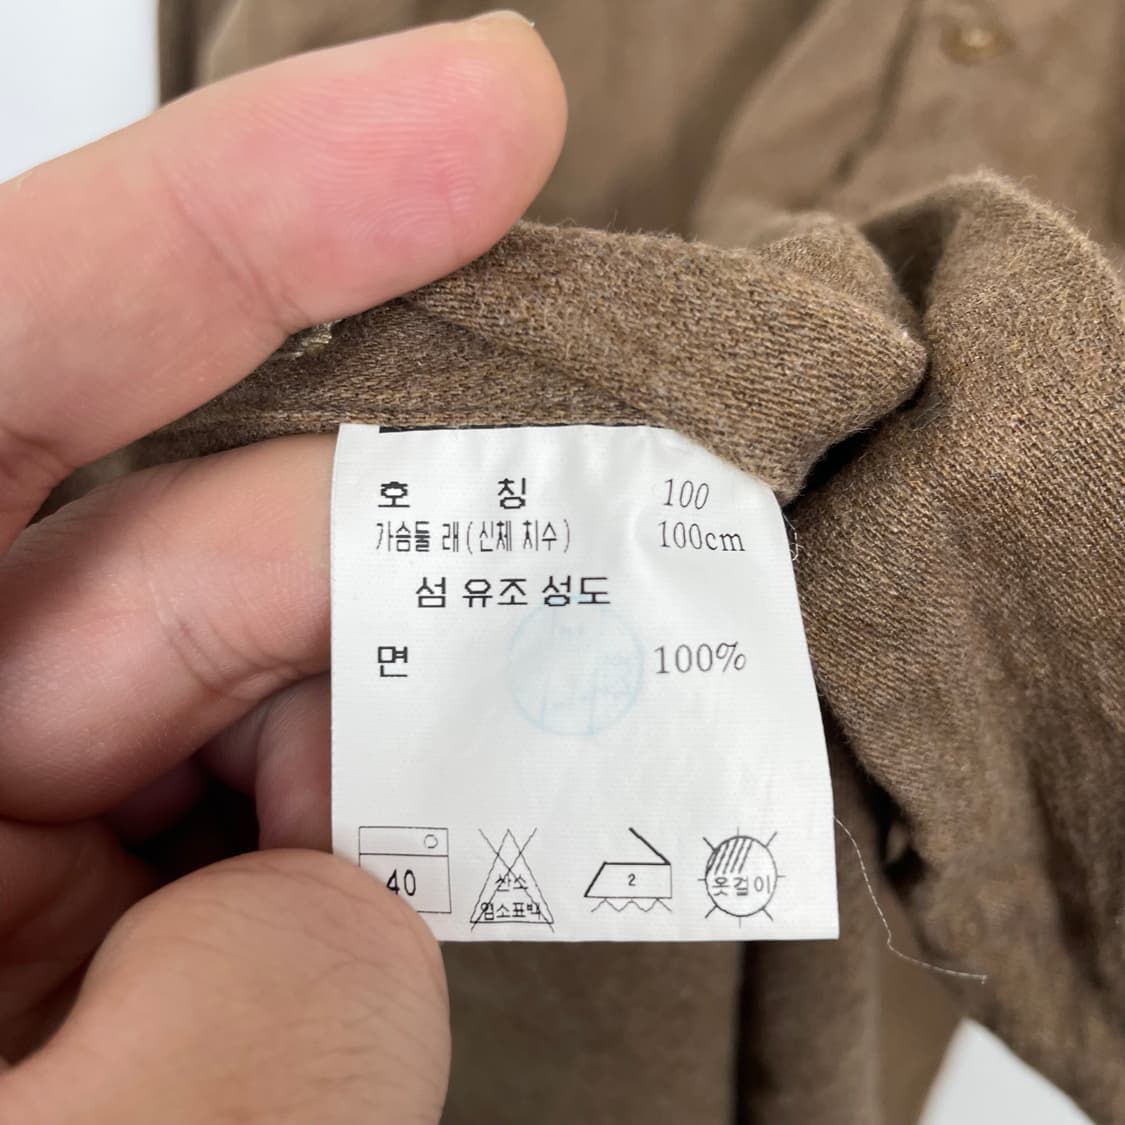 호 칭 100
가슴둘 래 (신체 치수) 100cm
섬 유조 성도
면 100%
40
산소
염소표백
2
옷걸이